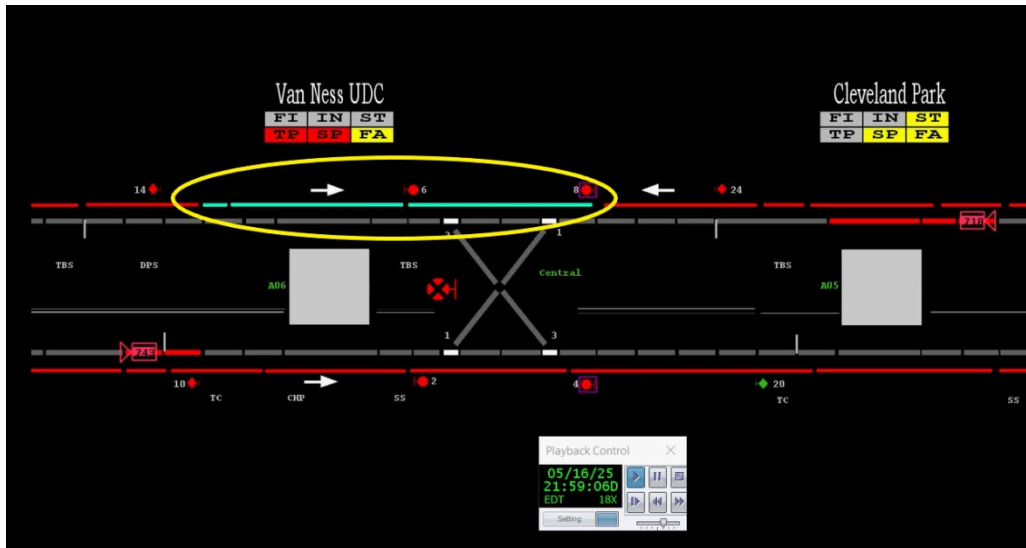 Van Ness UDC
FI IN ST
TP SP FA
Cleveland Park
FI IN ST
TP SP FA
14
6
8
24
718
3
1
TBS
DPS
TBS
Central
TBS
A06
A05
1
3
743
10
2
4
20
TC
CHP
SS
TC
SS
Playback Control
05/16/25
21:59:06D
EDT 18X
Setting